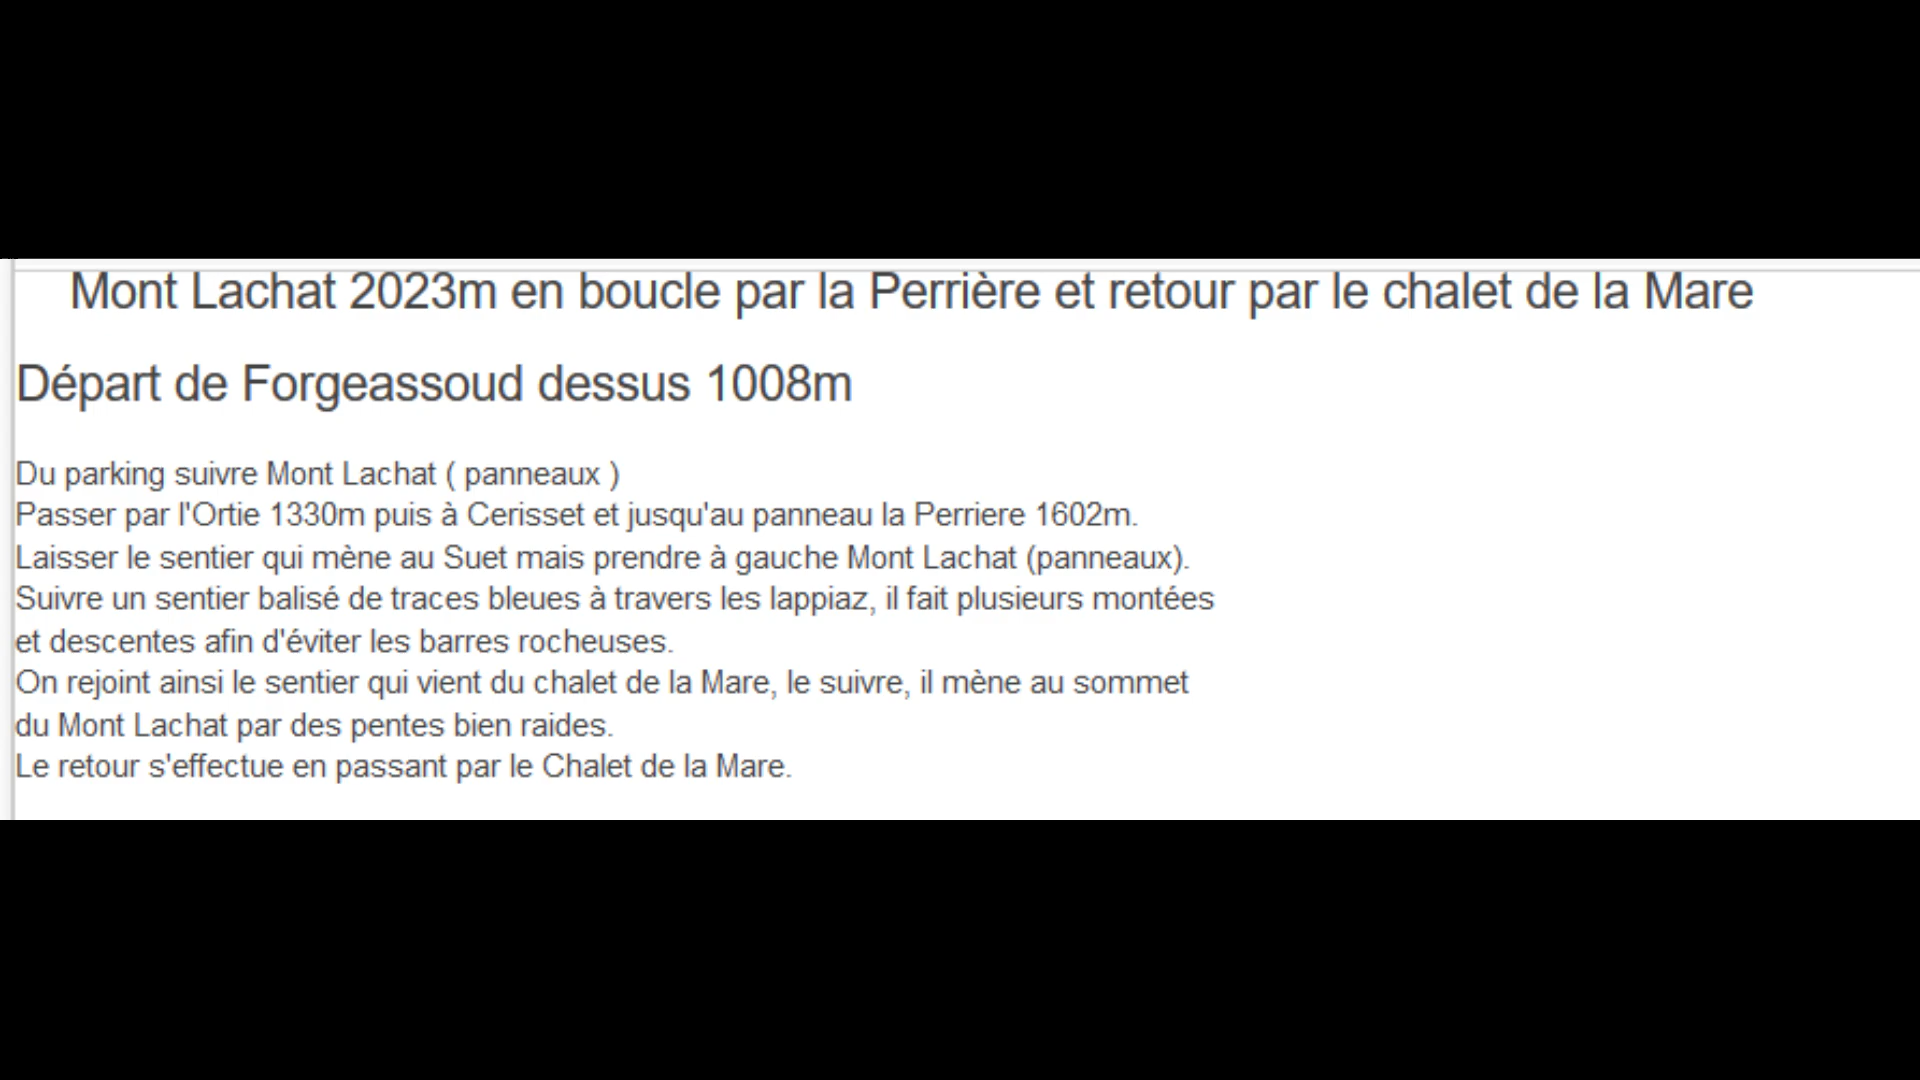 Mont Lachat 2023m en boucle par la Perrière et retour par le chalet de la Mare
Départ de Forgeassoud dessus 1008m
Du parking suivre Mont Lachat ( panneaux )
Passer par l'Ortie 1330m puis à Cerisset et jusqu'au panneau la Perriere 1602m.
Laisser le sentier qui mène au Suet mais prendre à gauche Mont Lachat (panneaux).
Suivre un sentier balisé de traces bleues à travers les lappiaz, il fait plusieurs montées
et descentes afin d'éviter les barres rocheuses.
On rejoint ainsi le sentier qui vient du chalet de la Mare, le suivre, il mène au sommet
du Mont Lachat par des pentes bien raides.
Le retour s'effectue en passant par le Chalet de la Mare.